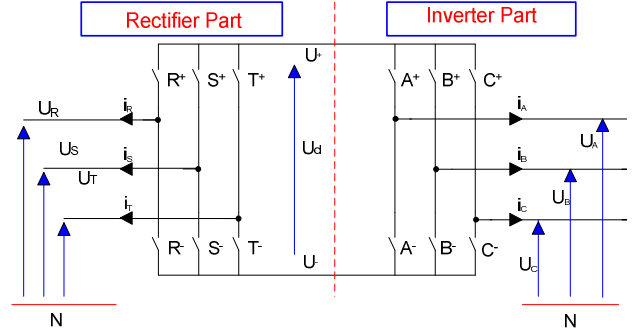 Rectifier Part
Inverter Part
U+
R+ S+ T+
A+ B+ C+
UR
iR
iA
US
iS
Ud
iB
UA
UT
iT
UB
iC
R- S- T-
U-
A- B- C-
UC
N
N